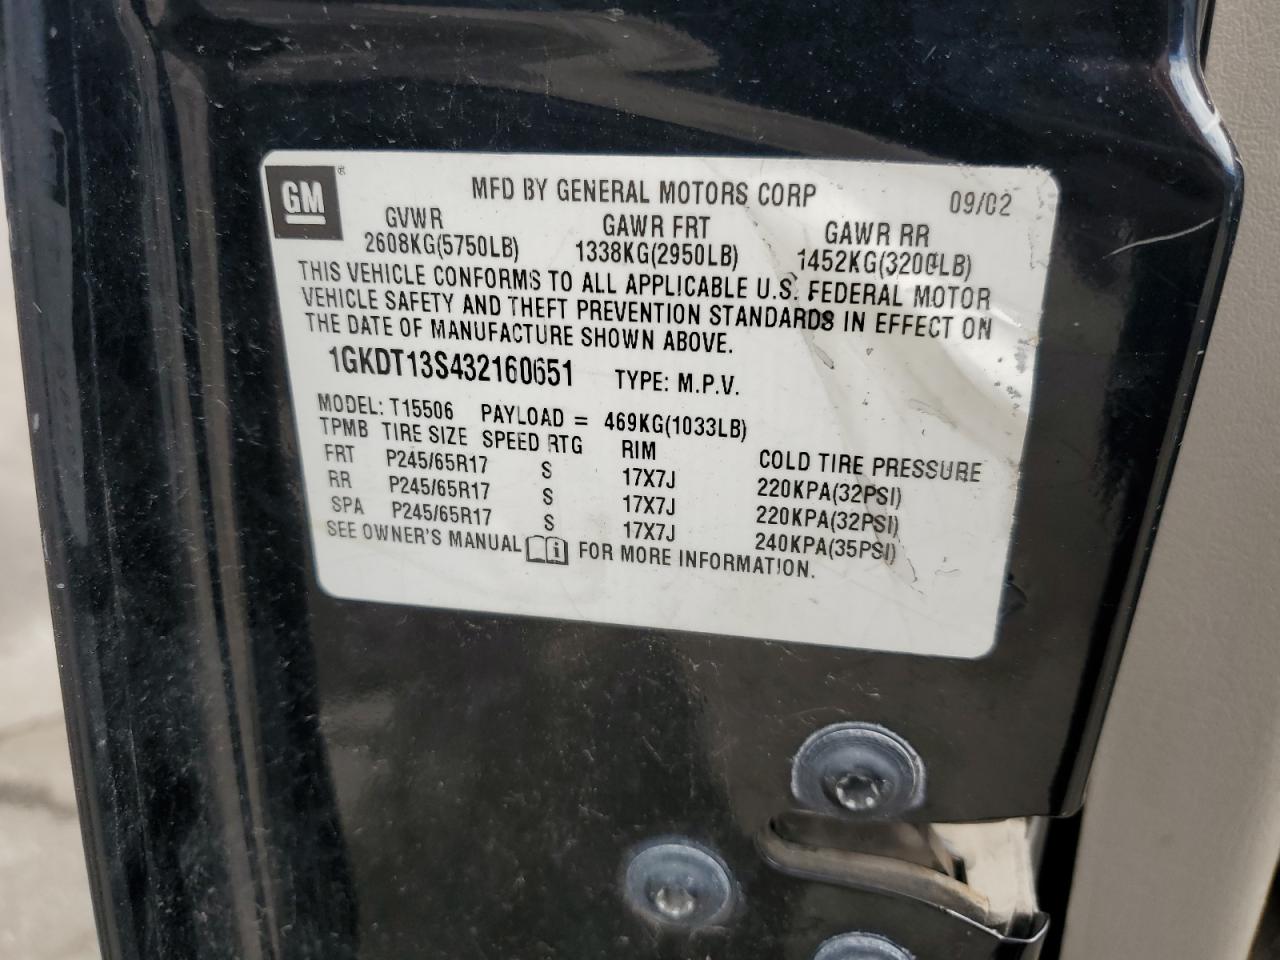 GM ®
MFD BY GENERAL MOTORS CORP 09/02
GVWR GAWR FRT GAWR RR
2608KG(5750LB) 1338KG(2950LB) 1452KG(3200LB)
THIS VEHICLE CONFORMS TO ALL APPLICABLE U.S. FEDERAL MOTOR
VEHICLE SAFETY AND THEFT PREVENTION STANDARDS IN EFFECT ON
THE DATE OF MANUFACTURE SHOWN ABOVE.
1GKDT13S432160651 TYPE: M.P.V.
MODEL: T15506 PAYLOAD = 469KG(1033LB)
TPMB TIRE SIZE SPEED RTG RIM COLD TIRE PRESSURE
FRT P245/65R17 S 17X7J 220KPA(32PSI)
RR P245/65R17 S 17X7J 220KPA(32PSI)
SPA P245/65R17 S 17X7J 240KPA(35PSI)
SEE OWNER'S MANUAL i FOR MORE INFORMATION.